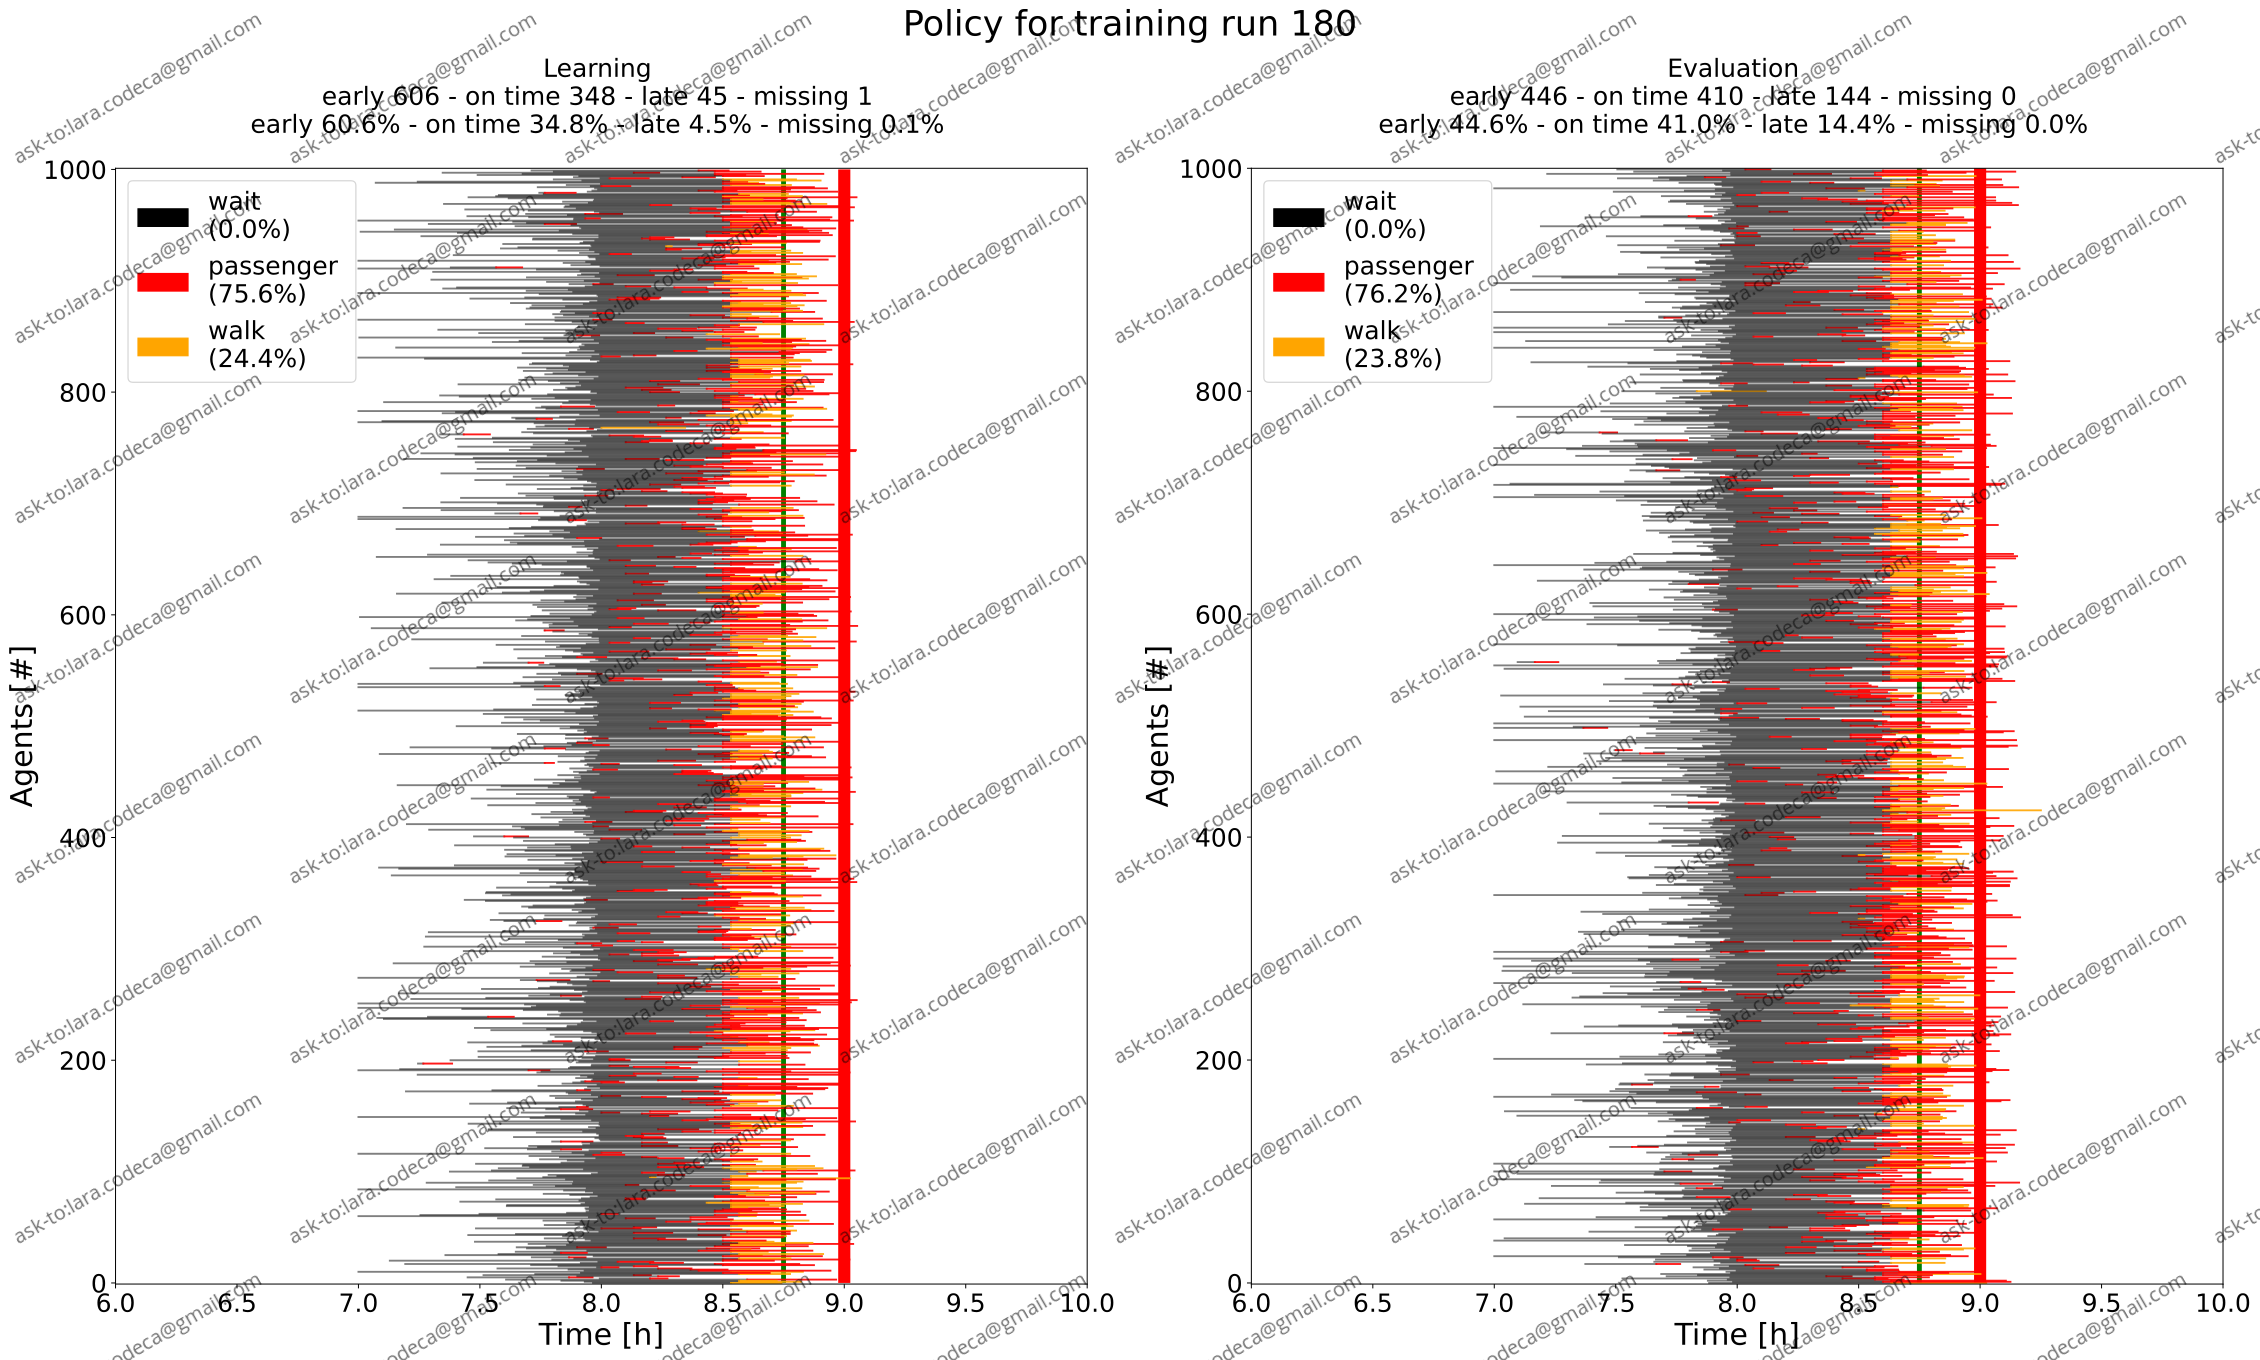 Policy for training run 180
Learning
early 606 - on time 348 - late 45 - missing 1
early 60.6% - on time 34.8% - late 4.5% - missing 0.1%
wait
(0.0%)
passenger
(75.6%)
walk
(24.4%)
1000
800
600
400
200
0
Agents [#]
6.0 6.5 7.0 7.5 8.0 8.5 9.0 9.5 10.0
Time [h]
Evaluation
early 446 - on time 410 - late 144 - missing 0
early 44.6% - on time 41.0% - late 14.4% - missing 0.0%
wait
(0.0%)
passenger
(76.2%)
walk
(23.8%)
1000
800
600
400
200
0
Agents [#]
6.0 6.5 7.0 7.5 8.0 8.5 9.0 9.5 10.0
Time [h]
ask-to:lara.codeca@gmail.com